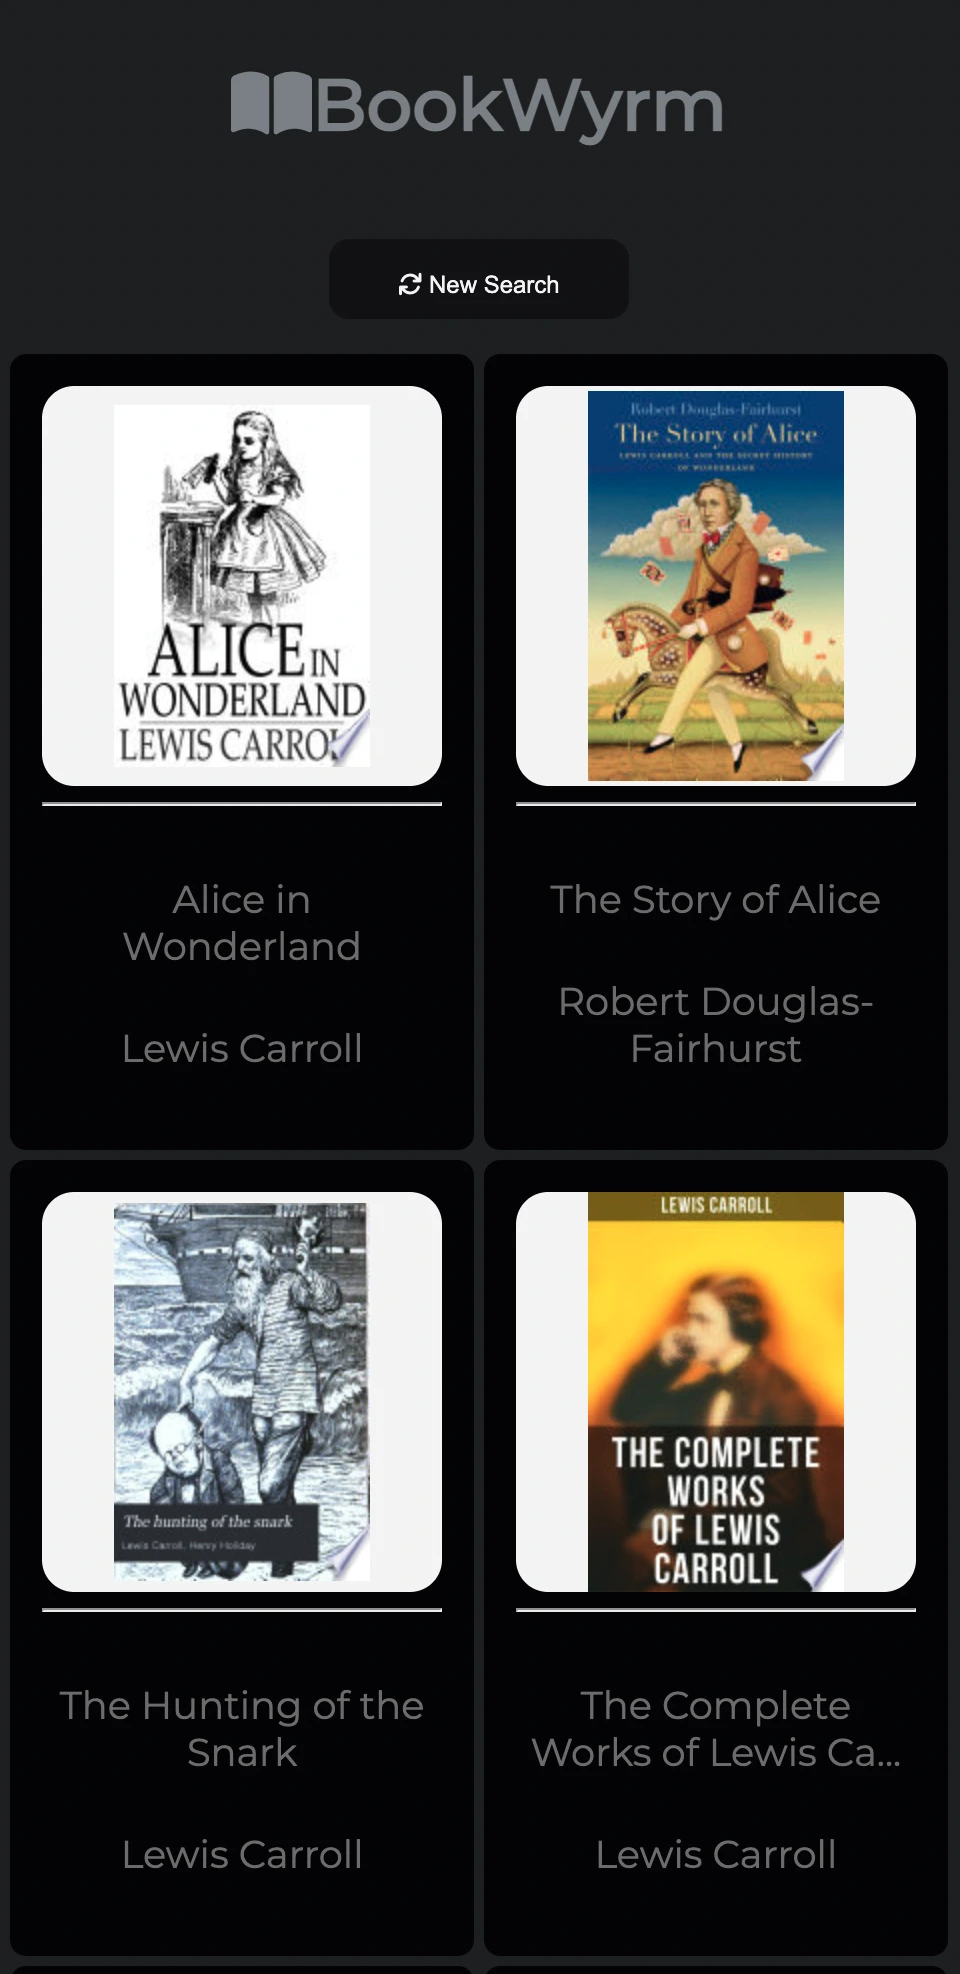 BookWyrm
New Search
ALICE IN
WONDERLAND
LEWIS CARROL
Robert Douglas-Fairhurst
The Story of Alice
LEWIS CARROLL AND THE SECRET HISTORY
OF WONDERLAND
Alice in
Wonderland
Lewis Carroll
The Story of Alice
Robert Douglas-
Fairhurst
The hunting of the snark
Lewis Carroll, Henry Holiday
LEWIS CARROLL
THE COMPLETE
WORKS
OF LEWIS
CARROLL
The Hunting of the
Snark
Lewis Carroll
The Complete
Works of Lewis Ca...
Lewis Carroll